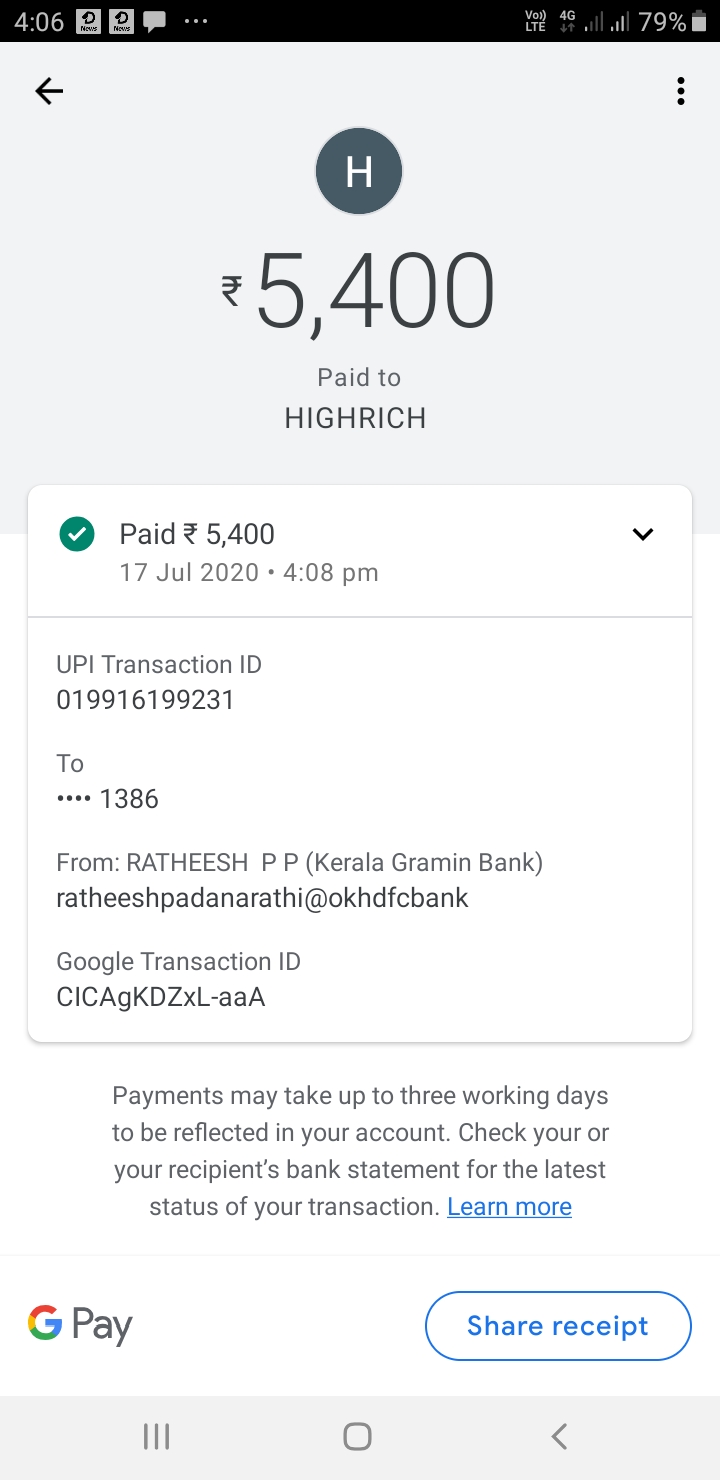 4:06 News News Vo)) LTE 4G 79%
H
₹5,400
Paid to
HIGHRICH
Paid ₹ 5,400
17 Jul 2020 • 4:08 pm
UPI Transaction ID
019916199231
To
•••• 1386
From: RATHEESH  P P (Kerala Gramin Bank)
ratheeshpadanarathi@okhdfcbank
Google Transaction ID
CICAgKDZxL-aaA
Payments may take up to three working days
to be reflected in your account. Check your or
your recipient’s bank statement for the latest
status of your transaction. Learn more
G Pay
Share receipt